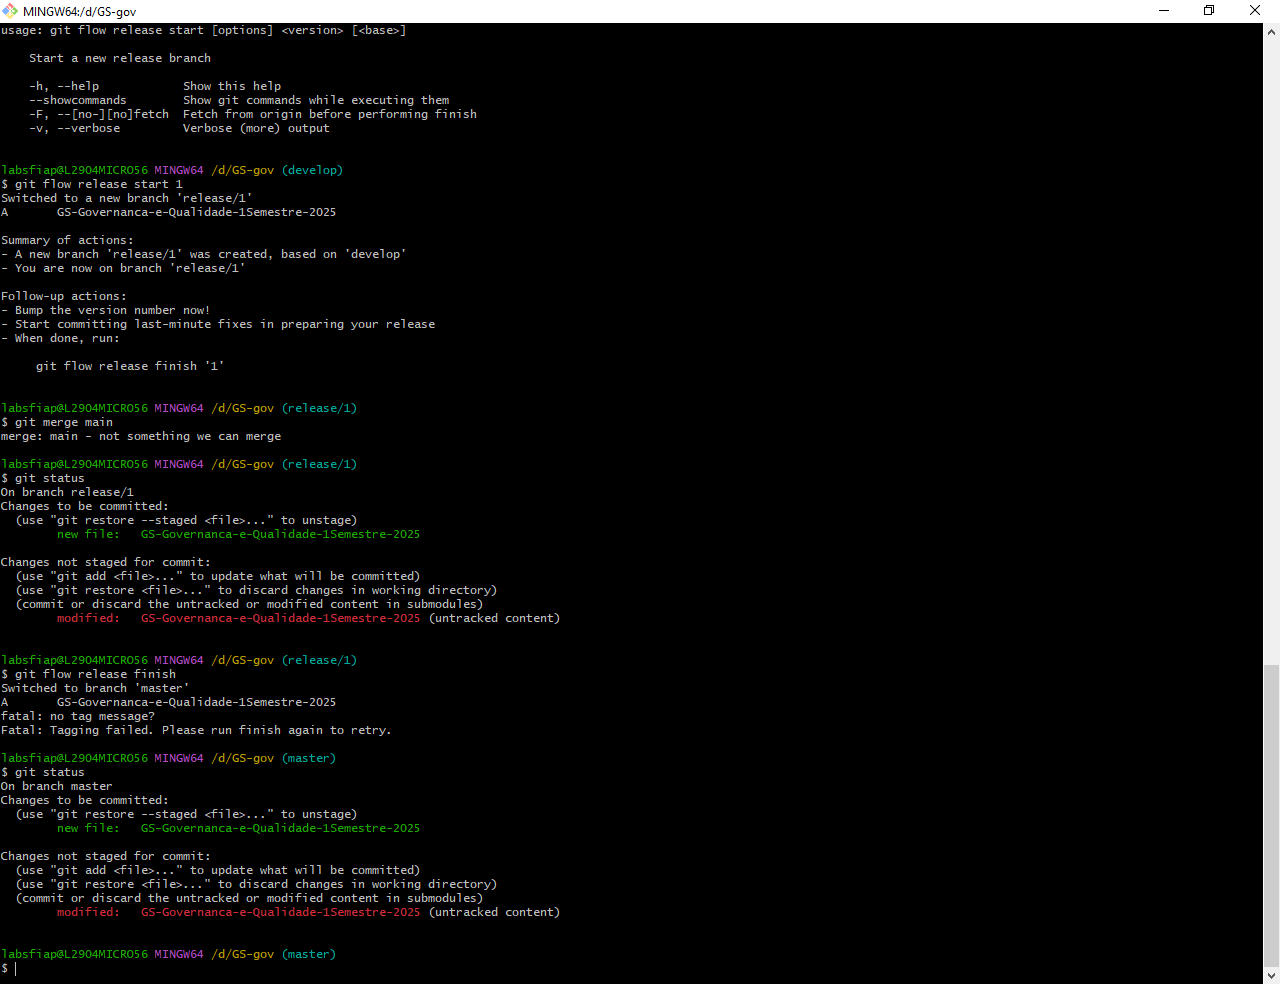 MINGW64:/d/GS-gov
usage: git flow release start [options] <version> [<base>]
    Start a new release branch
    -h, --help            Show this help
    --showcommands        Show git commands while executing them
    -F, --[no-][no]fetch  Fetch from origin before performing finish
    -v, --verbose         Verbose (more) output
labsfiap@L2904MICRO56 MINGW64 /d/GS-gov (develop)
$ git flow release start 1
Switched to a new branch 'release/1'
A       GS-Governanca-e-Qualidade-1Semestre-2025
Summary of actions:
- A new branch 'release/1' was created, based on 'develop'
- You are now on branch 'release/1'
Follow-up actions:
- Bump the version number now!
- Start committing last-minute fixes in preparing your release
- When done, run:
     git flow release finish '1'
labsfiap@L2904MICRO56 MINGW64 /d/GS-gov (release/1)
$ git merge main
merge: main - not something we can merge
labsfiap@L2904MICRO56 MINGW64 /d/GS-gov (release/1)
$ git status
On branch release/1
Changes to be committed:
  (use "git restore --staged <file>..." to unstage)
        new file:   GS-Governanca-e-Qualidade-1Semestre-2025
Changes not staged for commit:
  (use "git add <file>..." to update what will be committed)
  (use "git restore <file>..." to discard changes in working directory)
  (commit or discard the untracked or modified content in submodules)
        modified:   GS-Governanca-e-Qualidade-1Semestre-2025 (untracked content)
labsfiap@L2904MICRO56 MINGW64 /d/GS-gov (release/1)
$ git flow release finish
Switched to branch 'master'
A       GS-Governanca-e-Qualidade-1Semestre-2025
fatal: no tag message?
Fatal: Tagging failed. Please run finish again to retry.
labsfiap@L2904MICRO56 MINGW64 /d/GS-gov (master)
$ git status
On branch master
Changes to be committed:
  (use "git restore --staged <file>..." to unstage)
        new file:   GS-Governanca-e-Qualidade-1Semestre-2025
Changes not staged for commit:
  (use "git add <file>..." to update what will be committed)
  (use "git restore <file>..." to discard changes in working directory)
  (commit or discard the untracked or modified content in submodules)
        modified:   GS-Governanca-e-Qualidade-1Semestre-2025 (untracked content)
labsfiap@L2904MICRO56 MINGW64 /d/GS-gov (master)
$